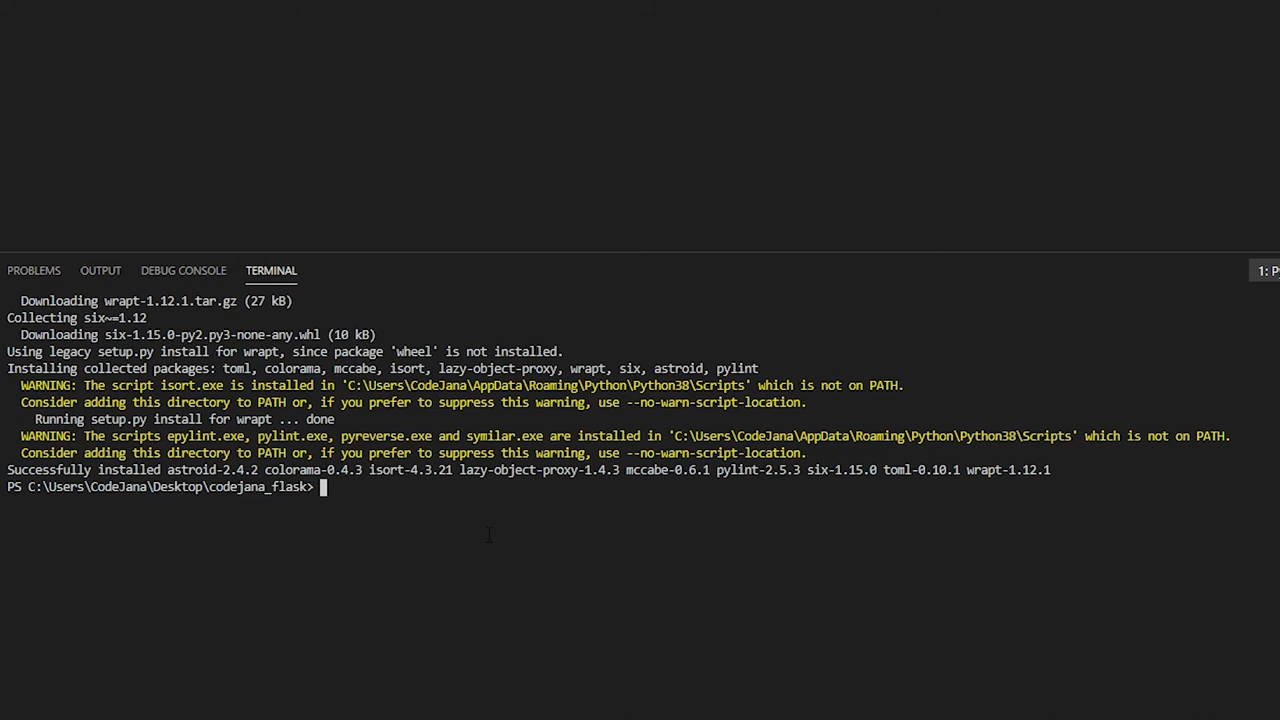 PROBLEMS OUTPUT DEBUG CONSOLE TERMINAL 1: Py
Downloading wrapt-1.12.1.tar.gz (27 kB)
Collecting six~=1.12
Downloading six-1.15.0-py2.py3-none-any.whl (10 kB)
Using legacy setup.py install for wrapt, since package 'wheel' is not installed.
Installing collected packages: toml, colorama, mccabe, isort, lazy-object-proxy, wrapt, six, astroid, pylint
WARNING: The script isort.exe is installed in 'C:\Users\CodeJana\AppData\Roaming\Python\Python38\Scripts' which is not on PATH.
Consider adding this directory to PATH or, if you prefer to suppress this warning, use --no-warn-script-location.
Running setup.py install for wrapt ... done
WARNING: The scripts epylint.exe, pylint.exe, pyreverse.exe and symilar.exe are installed in 'C:\Users\CodeJana\AppData\Roaming\Python\Python38\Scripts' which is not on PATH.
Consider adding this directory to PATH or, if you prefer to suppress this warning, use --no-warn-script-location.
Successfully installed astroid-2.4.2 colorama-0.4.3 isort-4.3.21 lazy-object-proxy-1.4.3 mccabe-0.6.1 pylint-2.5.3 six-1.15.0 toml-0.10.1 wrapt-1.12.1
PS C:\Users\CodeJana\Desktop\codejana_flask>